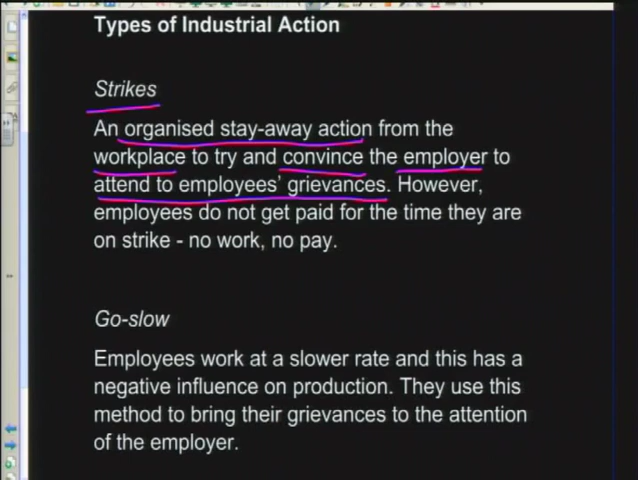 Types of Industrial Action
Strikes
An organised stay-away action from the
workplace to try and convince the employer to
attend to employees' grievances. However,
employees do not get paid for the time they are
on strike - no work, no pay.
Go-slow
Employees work at a slower rate and this has a
negative influence on production. They use this
method to bring their grievances to the attention
of the employer.